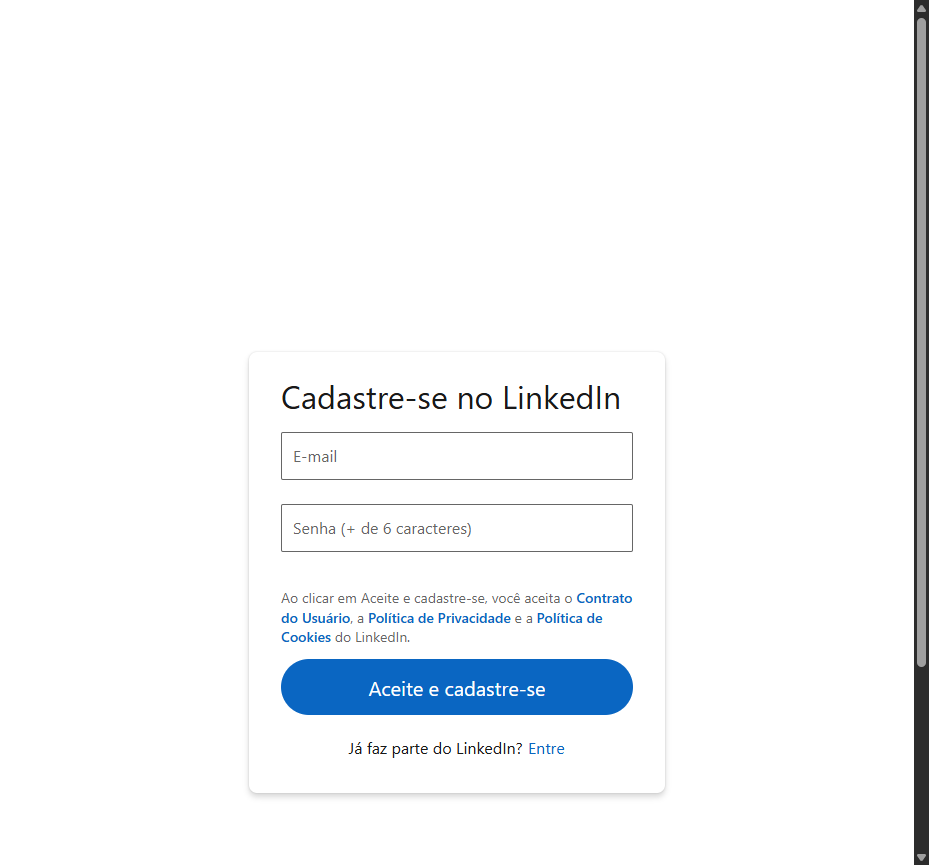 Cadastre-se no LinkedIn
E-mail
Senha (+ de 6 caracteres)
Ao clicar em Aceite e cadastre-se, você aceita o Contrato
do Usuário, a Política de Privacidade e a Política de
Cookies do LinkedIn.
Aceite e cadastre-se
Já faz parte do LinkedIn? Entre